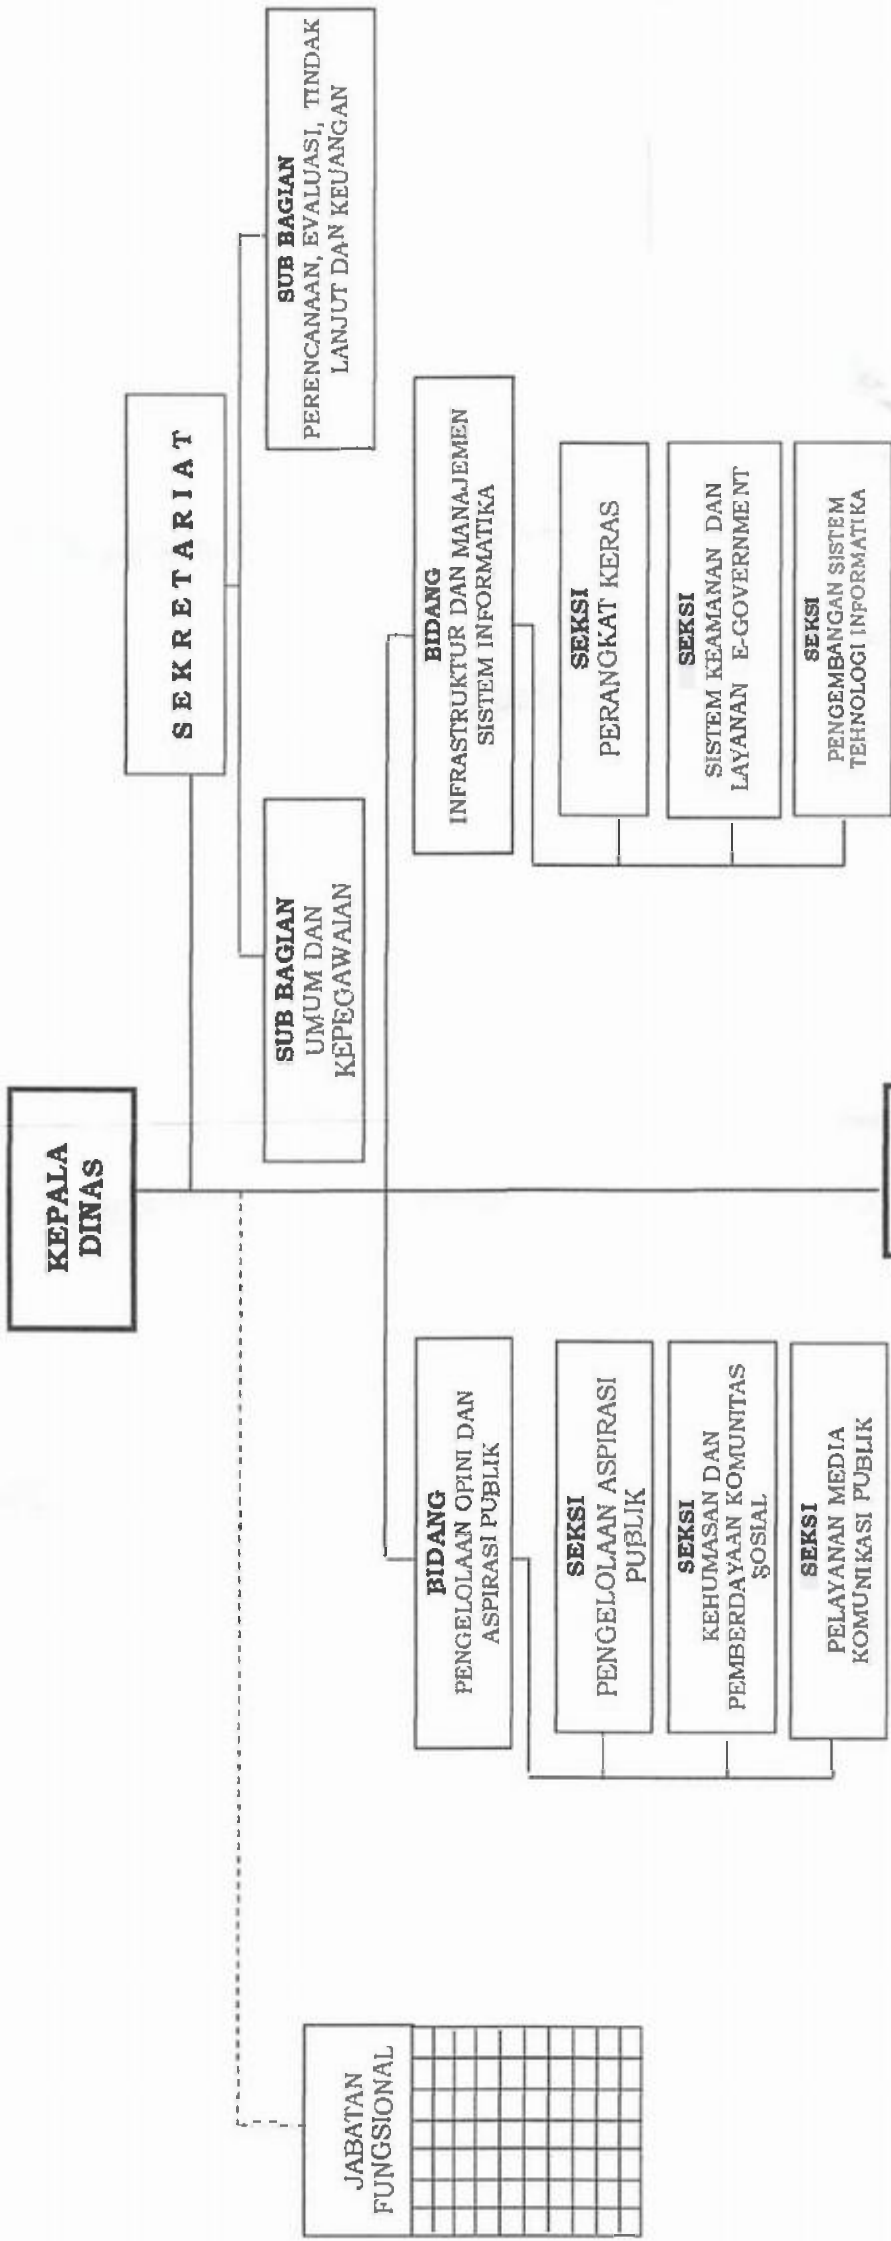 KEPALA
DINAS
SEKRETARIAT
SUB BAGIAN
UMUM DAN
KEPEGAWAIAN
SUB BAGIAN
PERENCANAAN, EVALUASI, TINDAK
LANJUT DAN KEUANGAN
JABATAN
FUNGSIONAL
BIDANG
PENGELOLAAN OPINI DAN
ASPIRASI PUBLIK
SEKSI
PENGELOLAAN ASPIRASI
PUBLIK
SEKSI
KEHUMASAN DAN
PEMBERDAYAAN KOMUNITAS
SOSIAL
SEKSI
PELAYANAN MEDIA
KOMUNIKASI PUBLIK
BIDANG
INFRASTRUKTUR DAN MANAJEMEN
SISTEM INFORMATIKA
SEKSI
PERANGKAT KERAS
SEKSI
SISTEM KEAMANAN DAN
LAYANAN E-GOVERNMENT
SEKSI
PENGEMBANGAN SISTEM
TEHNOLOGI INFORMATIKA